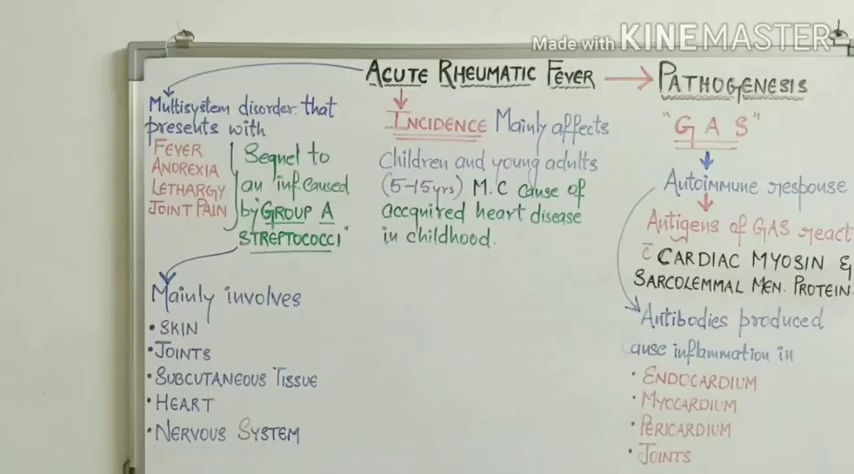 Made with KINEMASTER
ACUTE RHEUMATIC FEVER → PATHOGENESIS
Multisystem disorder that
presents with
FEVER
ANOREXIA
LETHARGY
JOINT PAIN
Sequel to
an inf. caused
by GROUP A
STREPTOCOCCI
Mainly involves
• SKIN
• JOINTS
• SUBCUTANEOUS TISSUE
• HEART
• NERVOUS SYSTEM
INCIDENCE Mainly affects
children and young adults
(5-15yrs) M.C cause of
accquired heart disease
in childhood.
"GAS"
Autoimmune response
Antigens of GAS react
c̄ CARDIAC MYOSIN &
SARCOLEMMAL MEN. PROTEIN
Antibodies produced
cause inflammation in
• ENDOCARDIUM
• MYOCARDIUM
• PERICARDIUM
• JOINTS